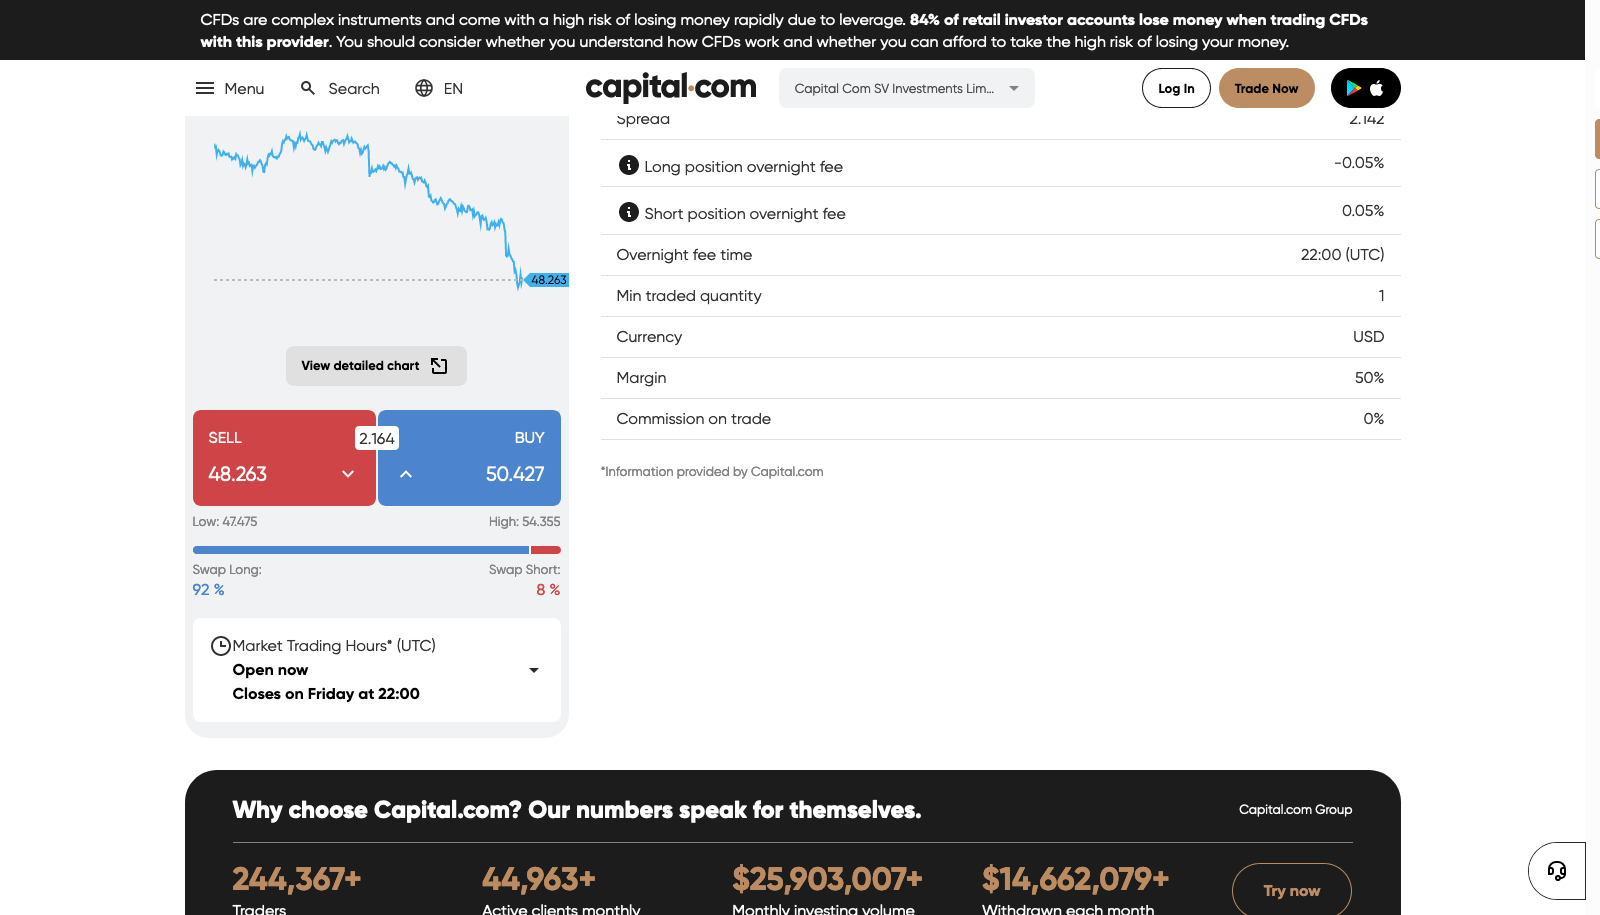 CFDs are complex instruments and come with a high risk of losing money rapidly due to leverage. 84% of retail investor accounts lose money when trading CFDs
with this provider. You should consider whether you understand how CFDs work and whether you can afford to take the high risk of losing your money.
Menu
Search
EN
capital.com
Capital Com SV Investments Lim...
Log In
Trade Now
48.263
View detailed chart
SELL
48.263
2.164
BUY
50.427
Low: 47.475
High: 54.355
Swap Long:
Swap Short:
92 %
8 %
Market Trading Hours* (UTC)
Open now
Closes on Friday at 22:00
Spread 2.142
Long position overnight fee -0.05%
Short position overnight fee 0.05%
Overnight fee time 22:00 (UTC)
Min traded quantity 1
Currency USD
Margin 50%
Commission on trade 0%
*Information provided by Capital.com
Why choose Capital.com? Our numbers speak for themselves.
Capital.com Group
244,367+
Traders
44,963+
Active clients monthly
$25,903,007+
Monthly investing volume
$14,662,079+
Withdrawn each month
Try now